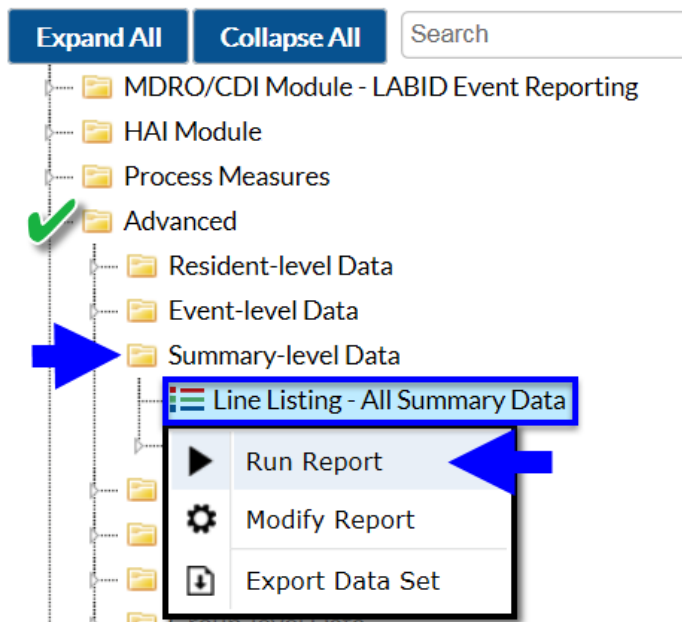 Expand All
Collapse All
Search
MDRO/CDI Module - LABID Event Reporting
HAI Module
Process Measures
Advanced
Resident-level Data
Event-level Data
Summary-level Data
Line Listing - All Summary Data
Run Report
Modify Report
Export Data Set